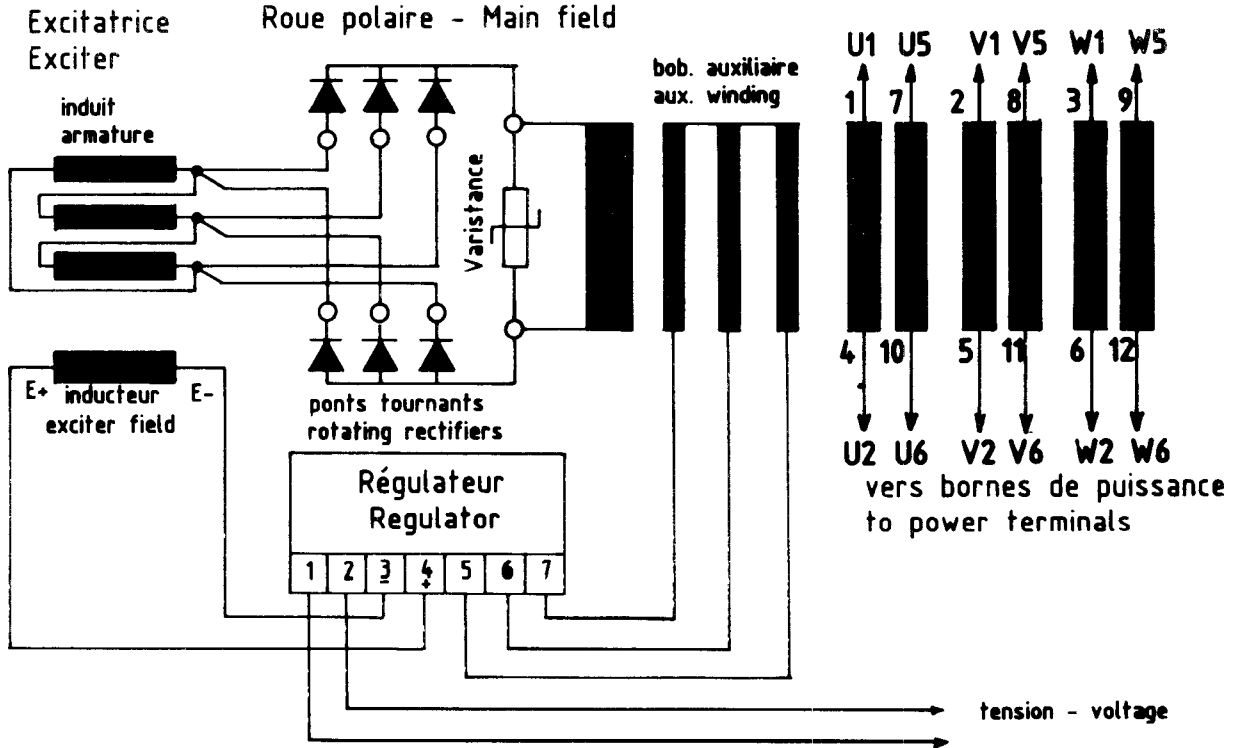 Excitatrice
Exciter
Roue polaire - Main field
induit
armature
Varistance
bob. auxiliaire
aux. winding
U1 U5 V1 V5 W1 W5
1 7 2 8 3 9
4 10 5 11 6 12
U2 U6 V2 V6 W2 W6
vers bornes de puissance
to power terminals
E+ inducteur E-
exciter field
ponts tournants
rotating rectifiers
Régulateur
Regulator
1 2 3 4 5 6 7
- +
tension - voltage